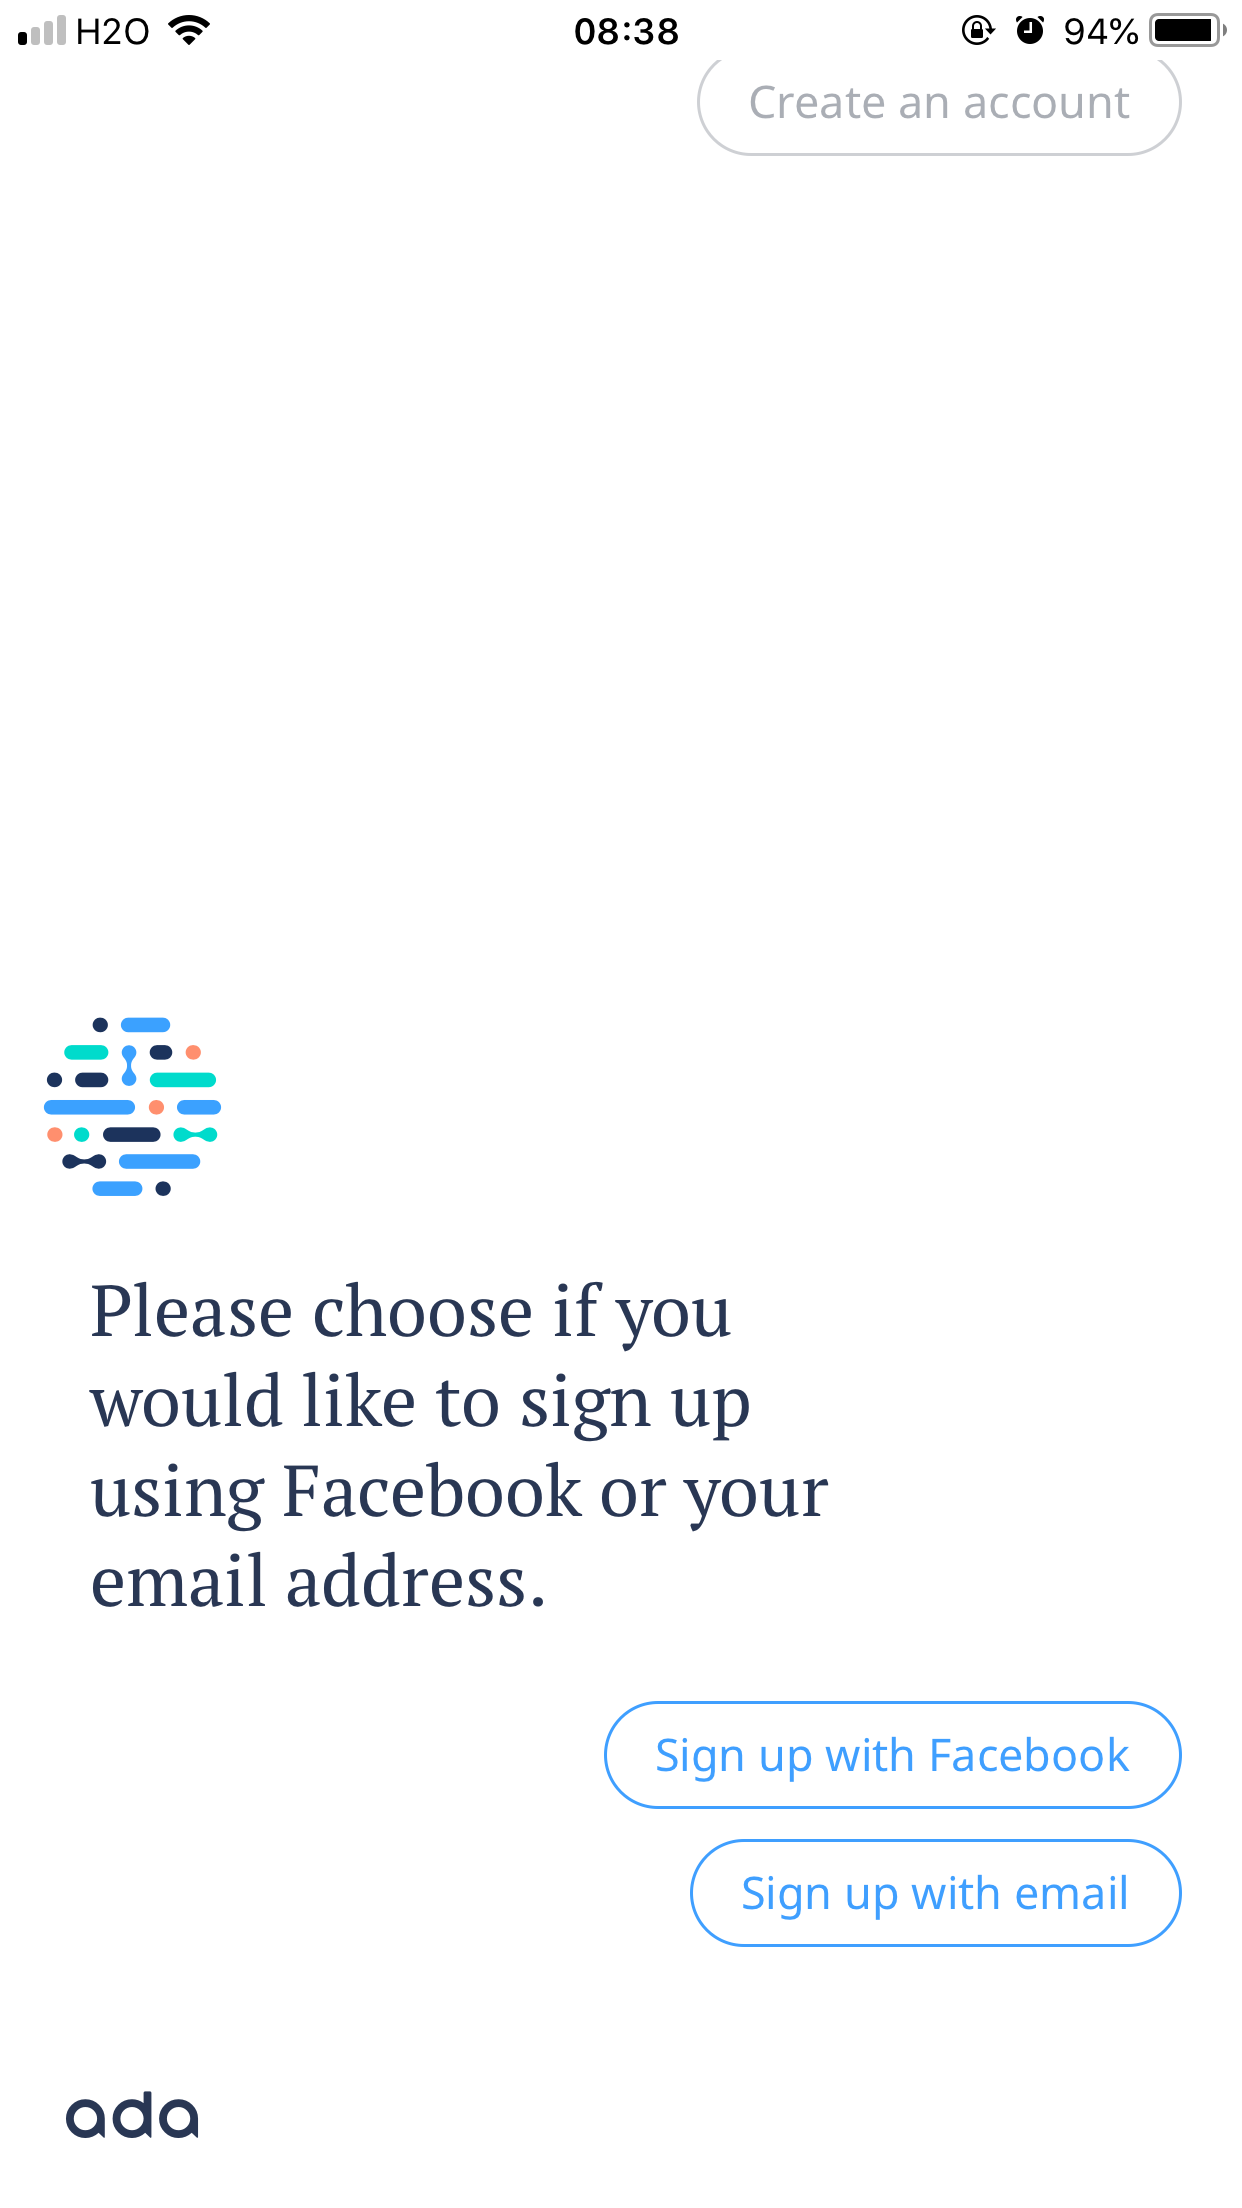 H2O
08:38
94%
Create an account
Please choose if you
would like to sign up
using Facebook or your
email address.
Sign up with Facebook
Sign up with email
ada